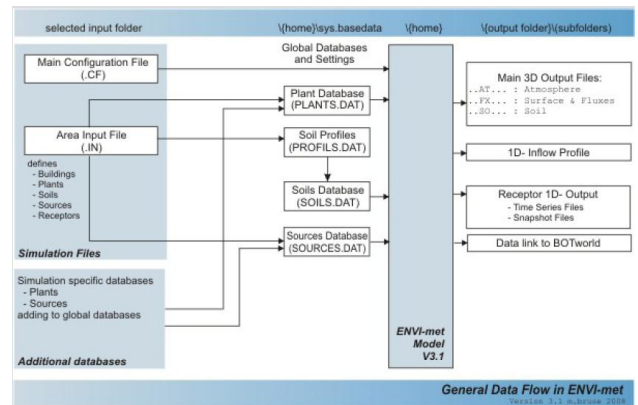 selected input folder
\{home}\sys.basedata
\{home}
\{output folder}\(subfolders)
Main Configuration File
(.CF)
Global Databases
and Settings
Plant Database
(PLANTS.DAT)
Area Input File
(.IN)
defines
- Buildings
- Plants
- Soils
- Sources
- Receptors
Simulation Files
Soil Profiles
(PROFILS.DAT)
Soils Database
(SOILS.DAT)
Sources Database
(SOURCES.DAT)
Simulation specific databases
- Plants
- Sources
adding to global databases
Additional databases
ENVI-met
Model
V3.1
Main 3D Output Files:
..AT... : Atmosphere
..FX... : Surface & Fluxes
..SO... : Soil
1D- Inflow Profile
Receptor 1D- Output
- Time Series Files
- Snapshot Files
Data link to BOTworld
General Data Flow in ENVI-met
Version 3.1 m.bruse 2008